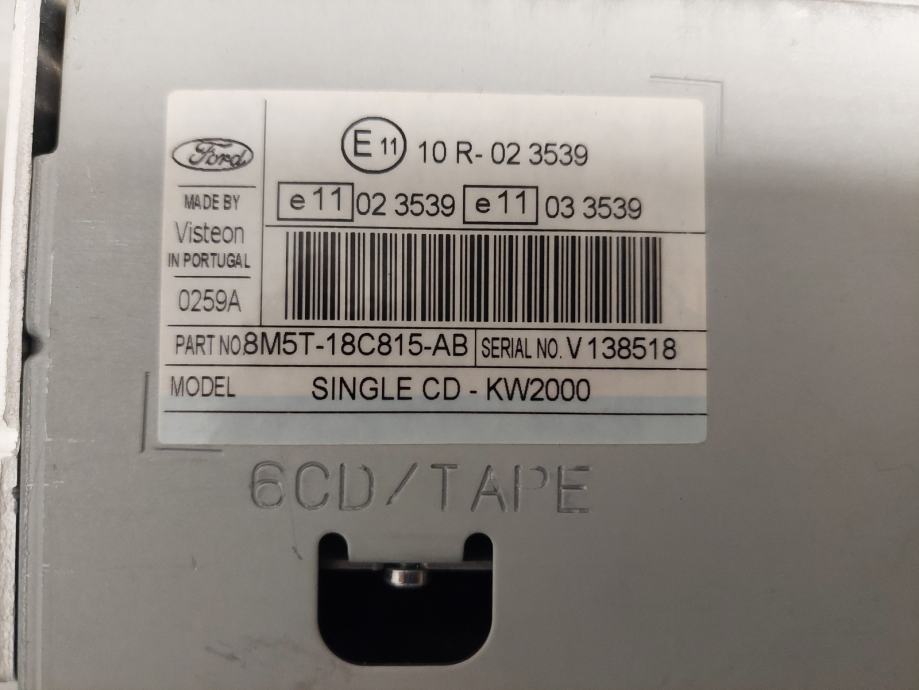 Ford
MADE BY
Visteon
IN PORTUGAL
0259A
E 11 10 R- 02 3539
e 11 02 3539 e 11 03 3539
PART NO. 8M5T-18C815-AB SERIAL NO. V 138518
MODEL SINGLE CD - KW2000
6CD/TAPE